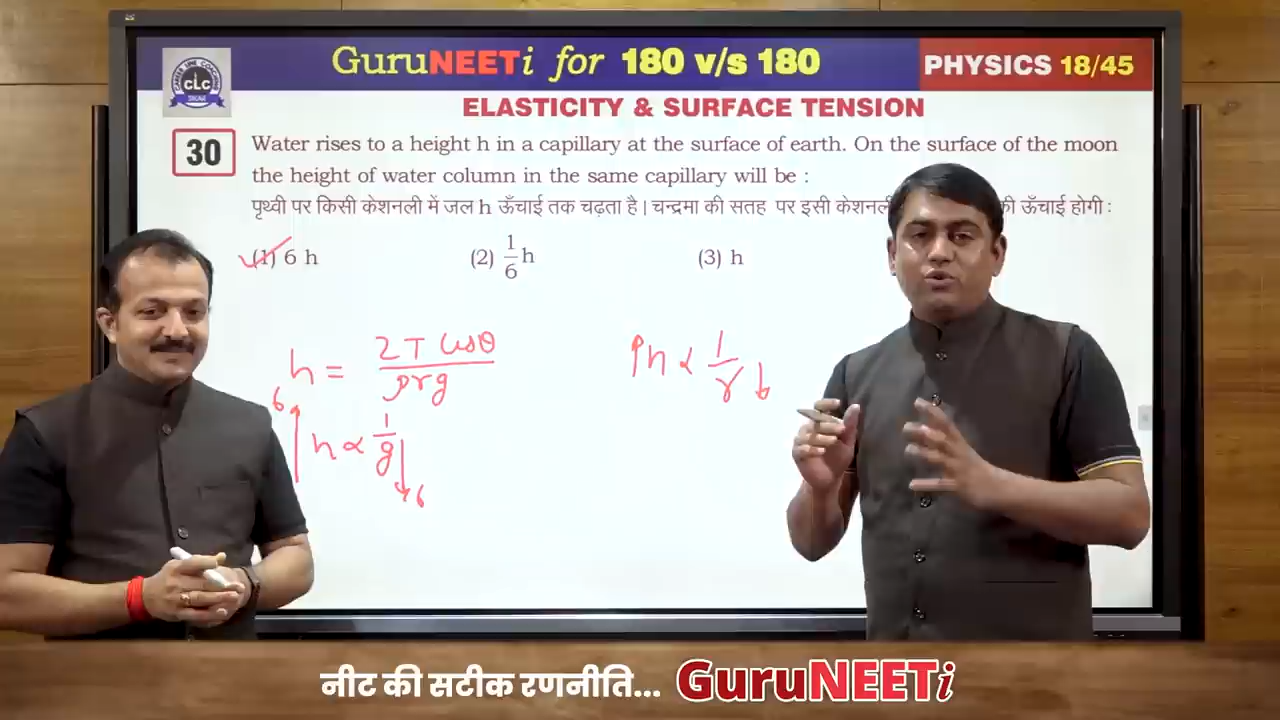 GuruNEETi for 180 v/s 180
PHYSICS 18/45
CLC
ELASTICITY & SURFACE TENSION
30
Water rises to a height h in a capillary at the surface of earth. On the surface of the moon
the height of water column in the same capillary will be :
पृथ्वी पर किसी केशनली में जल h ऊँचाई तक चढ़ता है। चन्द्रमा की सतह पर इसी केशनली की ऊँचाई होगी :
(1) 6 h (2) 1/6 h (3) h
h = 2T cosθ / ρrg
h ∝ 1/r
6 h ∝ 1/g 6
नीट की सटीक रणनीति... GuruNEETi